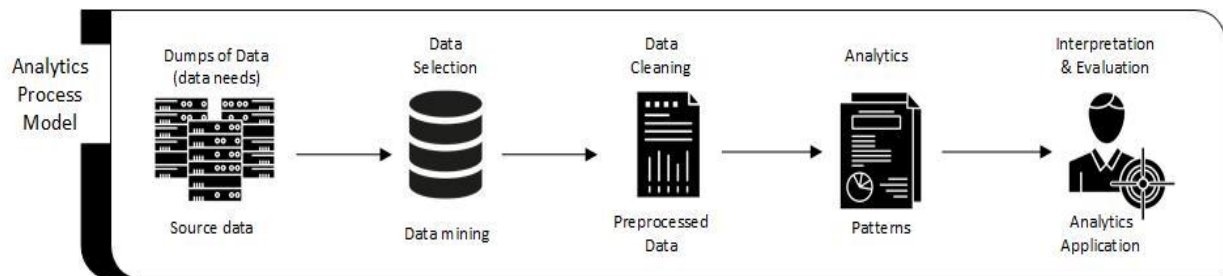 Analytics
Process
Model
Dumps of Data
(data needs)
Source data
Data
Selection
Data mining
Data
Cleaning
Preprocessed
Data
Analytics
Patterns
Interpretation
& Evaluation
Analytics
Application